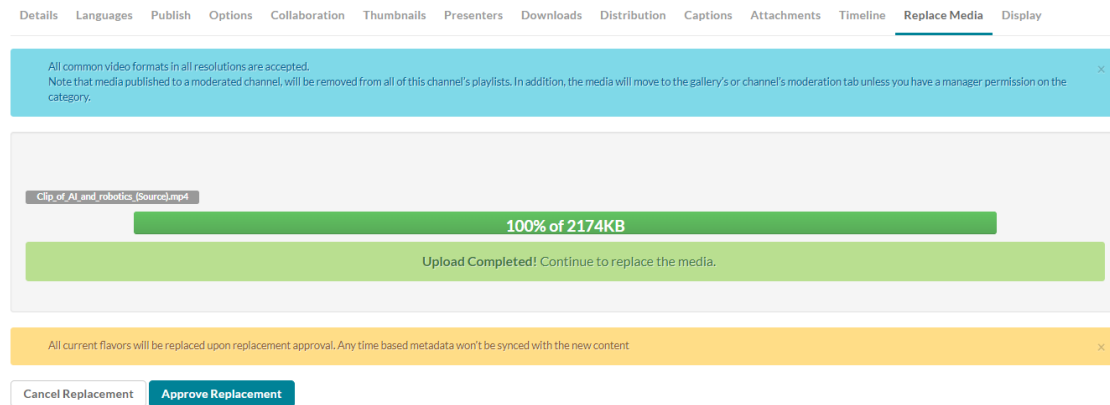 Details Languages Publish Options Collaboration Thumbnails Presenters Downloads Distribution Captions Attachments Timeline Replace Media Display
All common video formats in all resolutions are accepted.
Note that media published to a moderated channel, will be removed from all of this channel's playlists. In addition, the media will move to the gallery's or channel's moderation tab unless you have a manager permission on the
category.
Clip_of_AI_and_robotics_(Source).mp4
100% of 2174KB
Upload Completed! Continue to replace the media.
All current flavors will be replaced upon replacement approval. Any time based metadata won't be synced with the new content
Cancel Replacement Approve Replacement